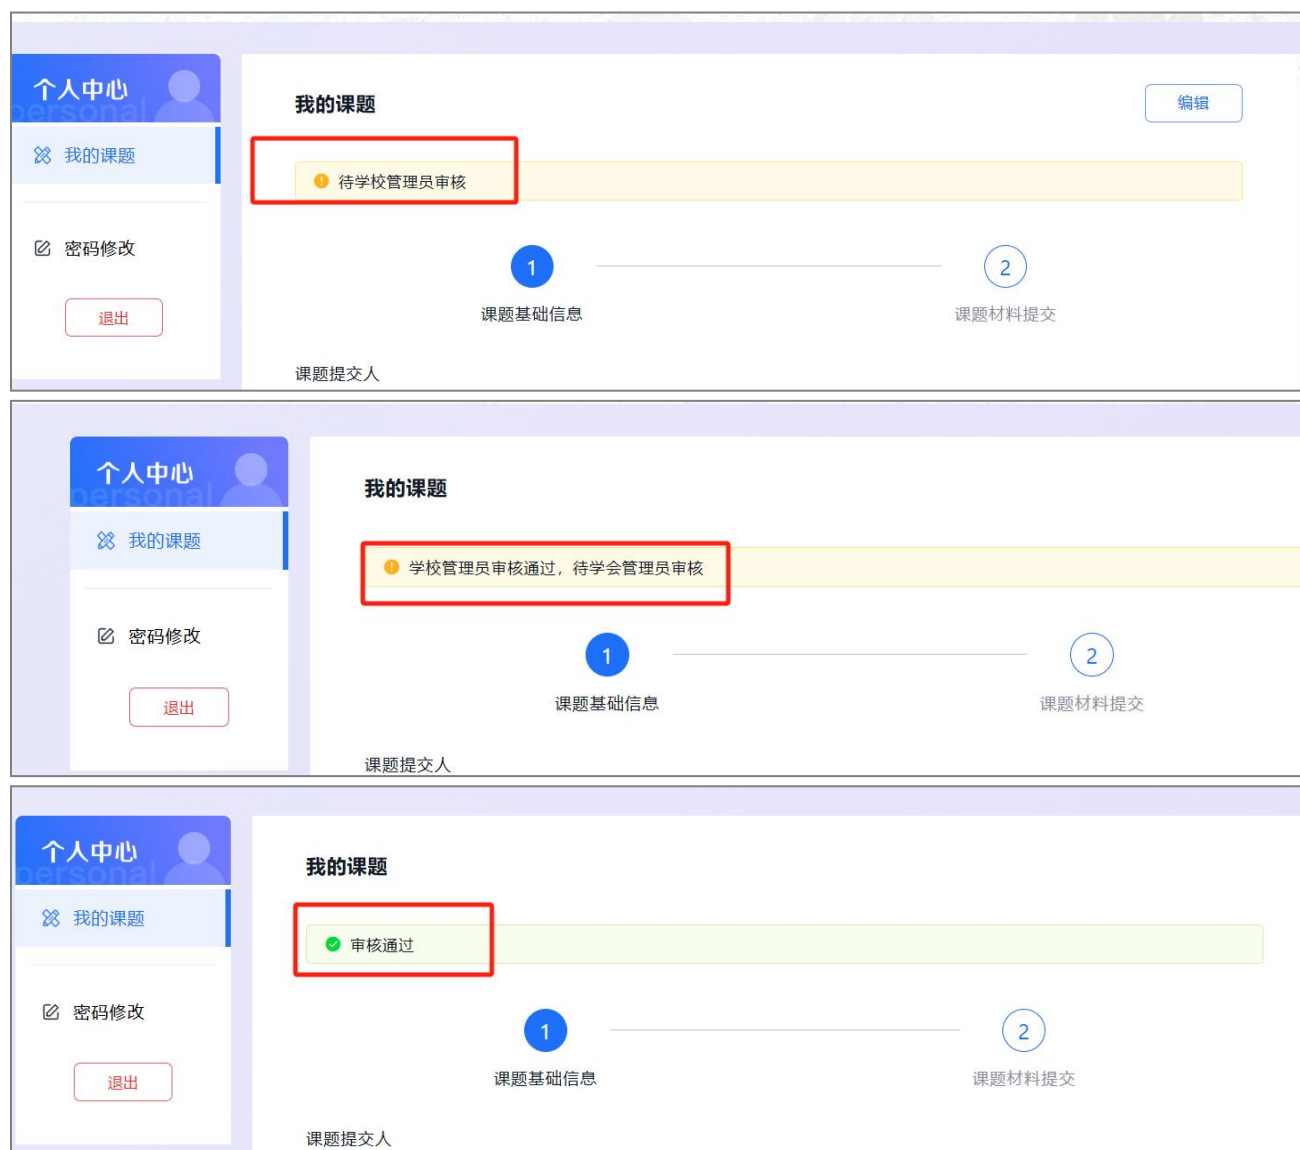 个人中心
personal
我的课题
编辑
我的课题
待学校管理员审核
密码修改
1
2
课题基础信息
课题材料提交
退出
课题提交人
个人中心
personal
我的课题
我的课题
学校管理员审核通过，待学会管理员审核
密码修改
1
2
课题基础信息
课题材料提交
退出
课题提交人
个人中心
personal
我的课题
我的课题
审核通过
密码修改
1
2
课题基础信息
课题材料提交
退出
课题提交人